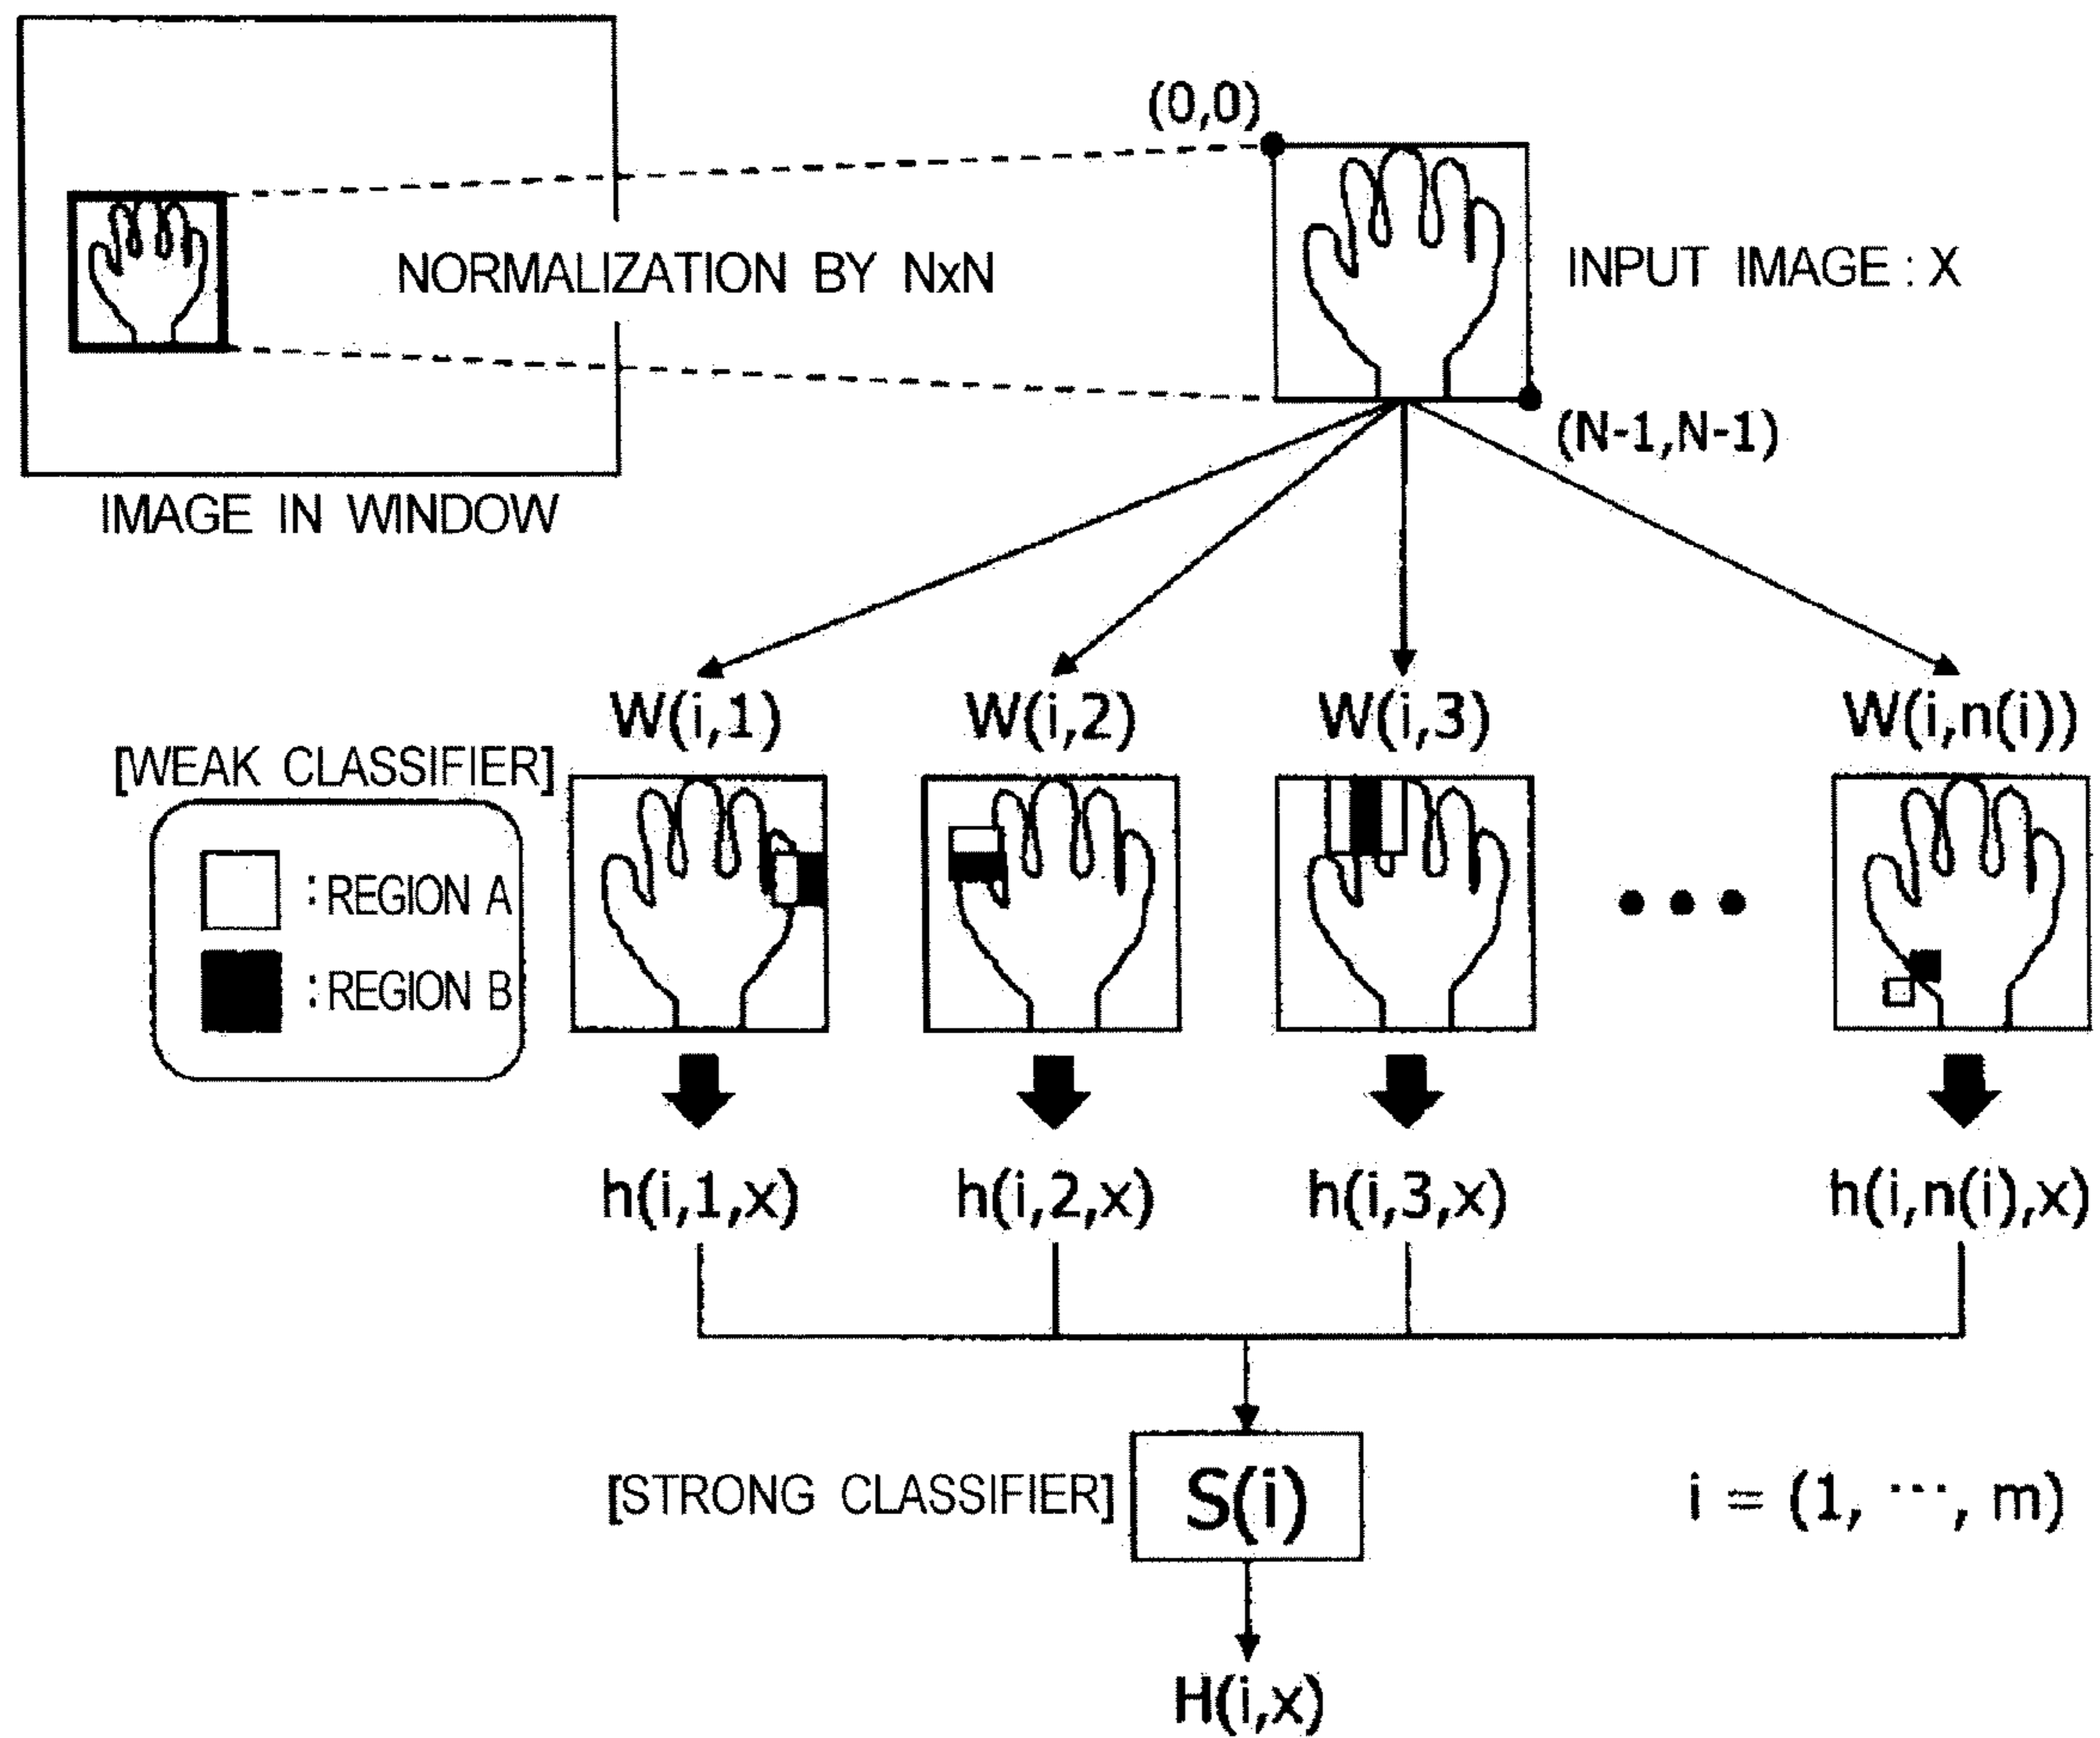 (0,0)
NORMALIZATION BY NxN
INPUT IMAGE : X
(N-1,N-1)
IMAGE IN WINDOW
W(i,1) W(i,2) W(i,3) W(i,n(i))
[WEAK CLASSIFIER]
: REGION A
: REGION B
h(i,1,x) h(i,2,x) h(i,3,x) h(i,n(i),x)
[STRONG CLASSIFIER] S(i) i = (1, ⋯, m)
H(i,x)